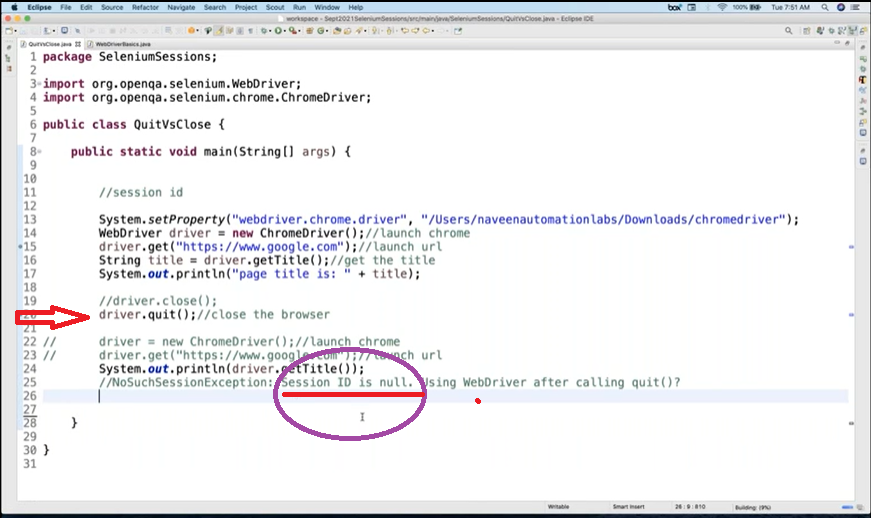 Eclipse File Edit Source Refactor Navigate Search Project Scout Run Window Help box 100% Tue 7:51 AM
workspace - Sept2021SeleniumSessions/src/main/java/SeleniumSessions/QuitVsClose.java - Eclipse IDE
QuitVsClose.java WebDriverBasics.java
1 package SeleniumSessions;
2
3 import org.openqa.selenium.WebDriver;
4 import org.openqa.selenium.chrome.ChromeDriver;
5
6 public class QuitVsClose {
7
8 public static void main(String[] args) {
9
10
11 //session id
12
13 System.setProperty("webdriver.chrome.driver", "/Users/naveenautomationlabs/Downloads/chromedriver");
14 WebDriver driver = new ChromeDriver();//launch chrome
15 driver.get("https://www.google.com");//launch url
16 String title = driver.getTitle();//get the title
17 System.out.println("page title is: " + title);
18
19 //driver.close();
20 driver.quit();//close the browser
21
22 // driver = new ChromeDriver();//launch chrome
23 // driver.get("https://www.google.com");//launch url
24 System.out.println(driver.getTitle());
25 //NoSuchSessionException: Session ID is null. Using WebDriver after calling quit()?
26
27
28 }
29
30 }
31
Writable Smart Insert 26 : 9 : 810 Building: (9%)